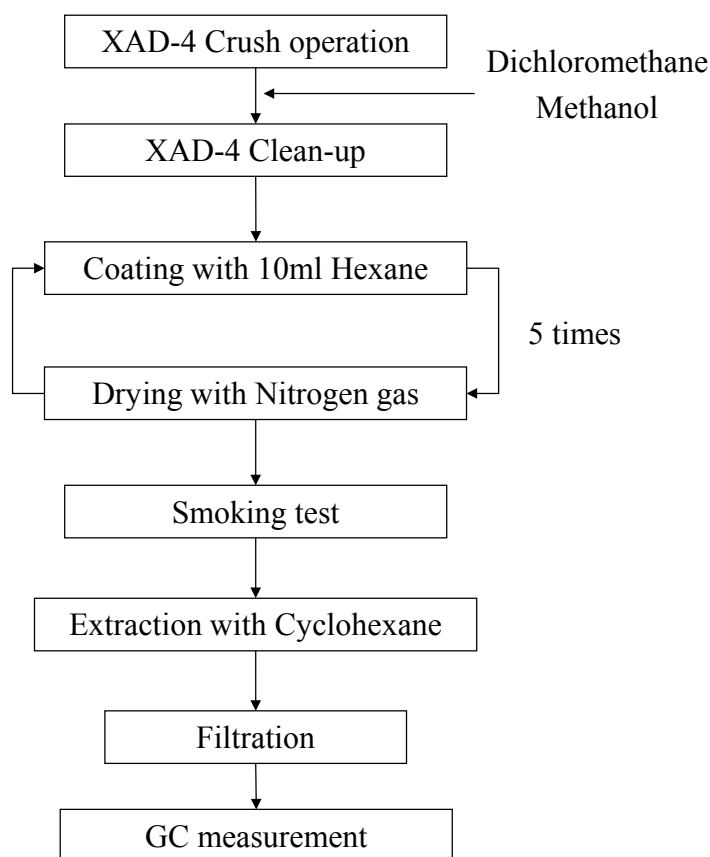 XAD-4 Crush operation
Dichloromethane
Methanol
XAD-4 Clean-up
Coating with 10ml Hexane
5 times
Drying with Nitrogen gas
Smoking test
Extraction with Cyclohexane
Filtration
GC measurement